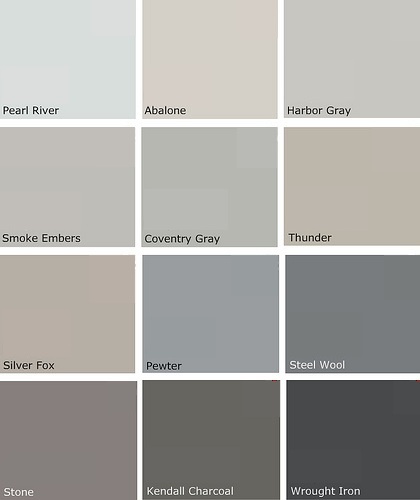 Pearl River
Abalone
Harbor Gray
Smoke Embers
Coventry Gray
Thunder
Silver Fox
Pewter
Steel Wool
Stone
Kendall Charcoal
Wrought Iron